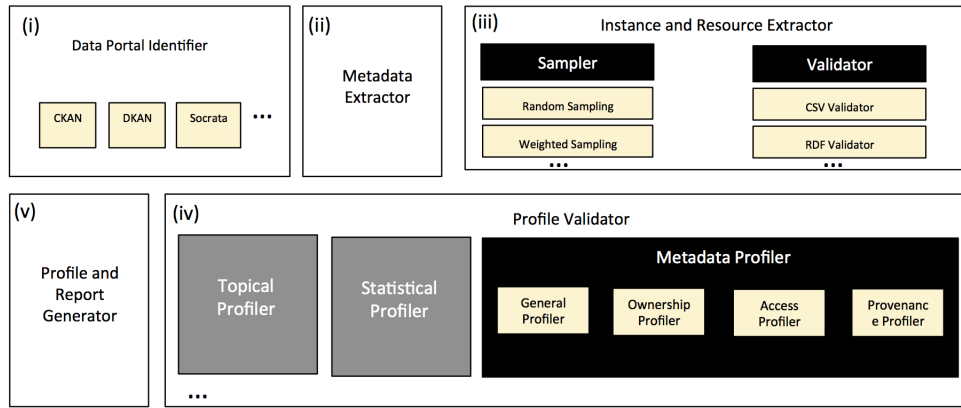 (i)
Data Portal Identifier
CKAN
DKAN
Socrata
...
(ii)
Metadata
Extractor
(iii)
Instance and Resource Extractor
Sampler
Random Sampling
Weighted Sampling
...
Validator
CSV Validator
RDF Validator
...
(v)
Profile and
Report
Generator
(iv)
Profile Validator
Topical
Profiler
Statistical
Profiler
Metadata Profiler
General
Profiler
Ownership
Profiler
Access
Profiler
Provenanc
e Profiler
...